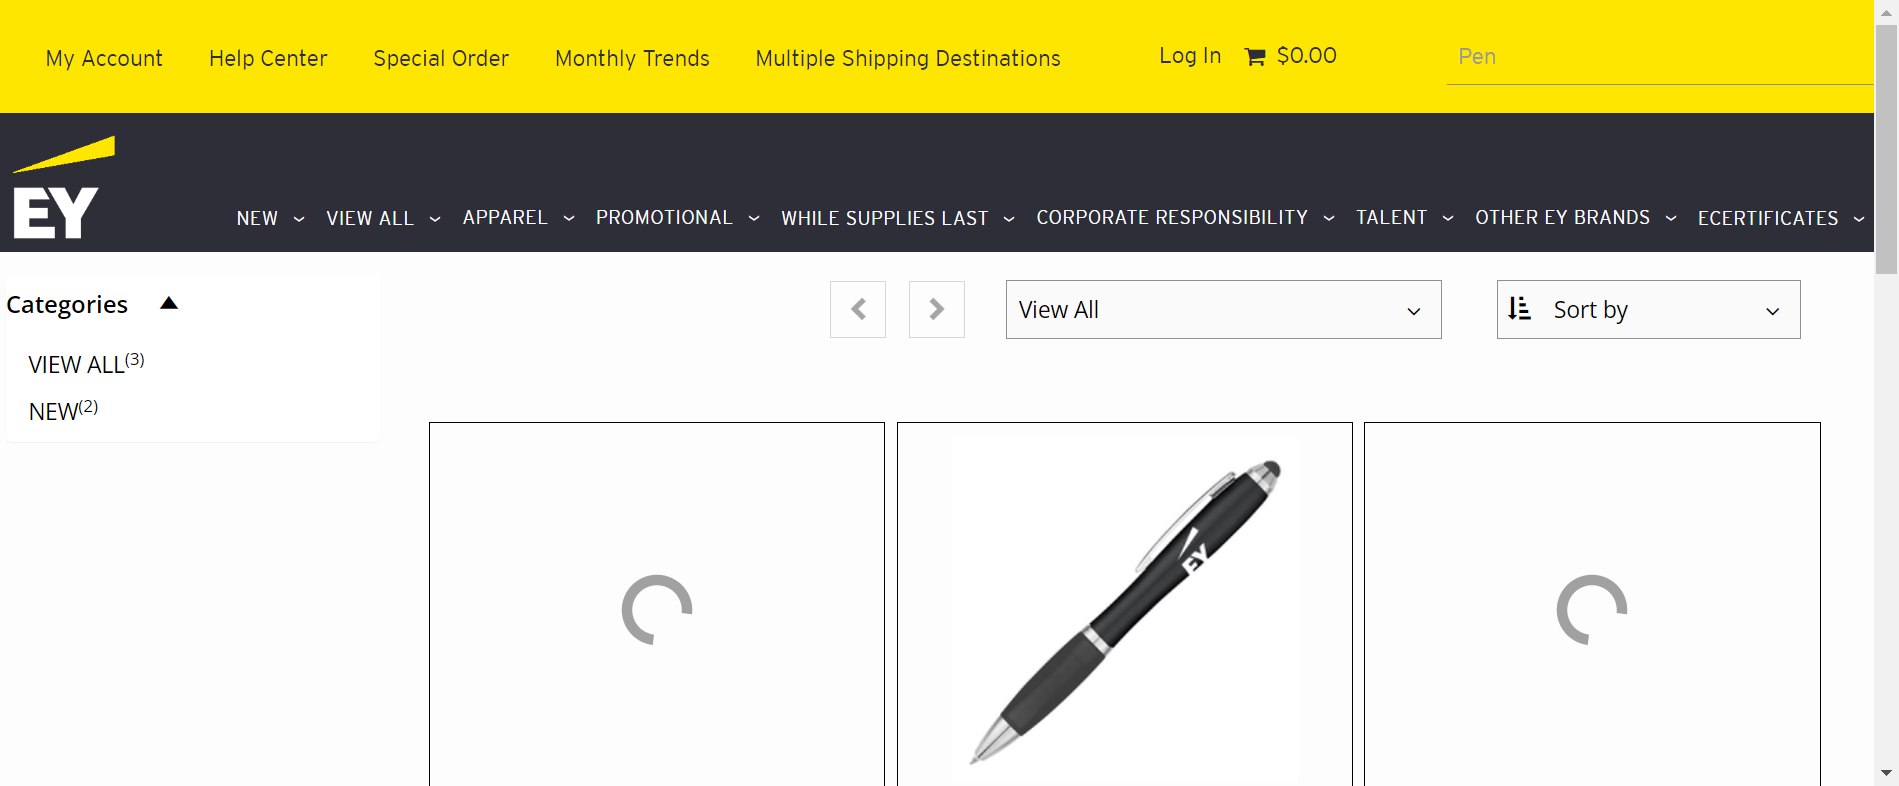 My Account Help Center Special Order Monthly Trends Multiple Shipping Destinations Log In $0.00 Pen
EY
NEW VIEW ALL APPAREL PROMOTIONAL WHILE SUPPLIES LAST CORPORATE RESPONSIBILITY TALENT OTHER EY BRANDS ECERTIFICATES
Categories
VIEW ALL(3)
NEW(2)
View All Sort by
EY